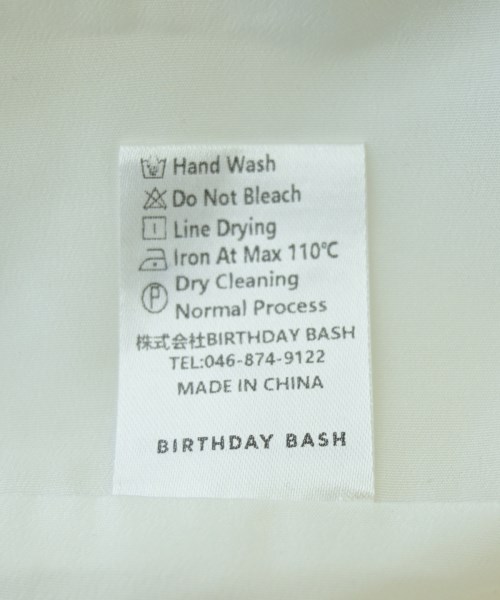 Hand Wash
Do Not Bleach
Line Drying
Iron At Max 110℃
Dry Cleaning
Ⓟ Normal Process
株式会社BIRTHDAY BASH
TEL:046-874-9122
MADE IN CHINA
BIRTHDAY BASH